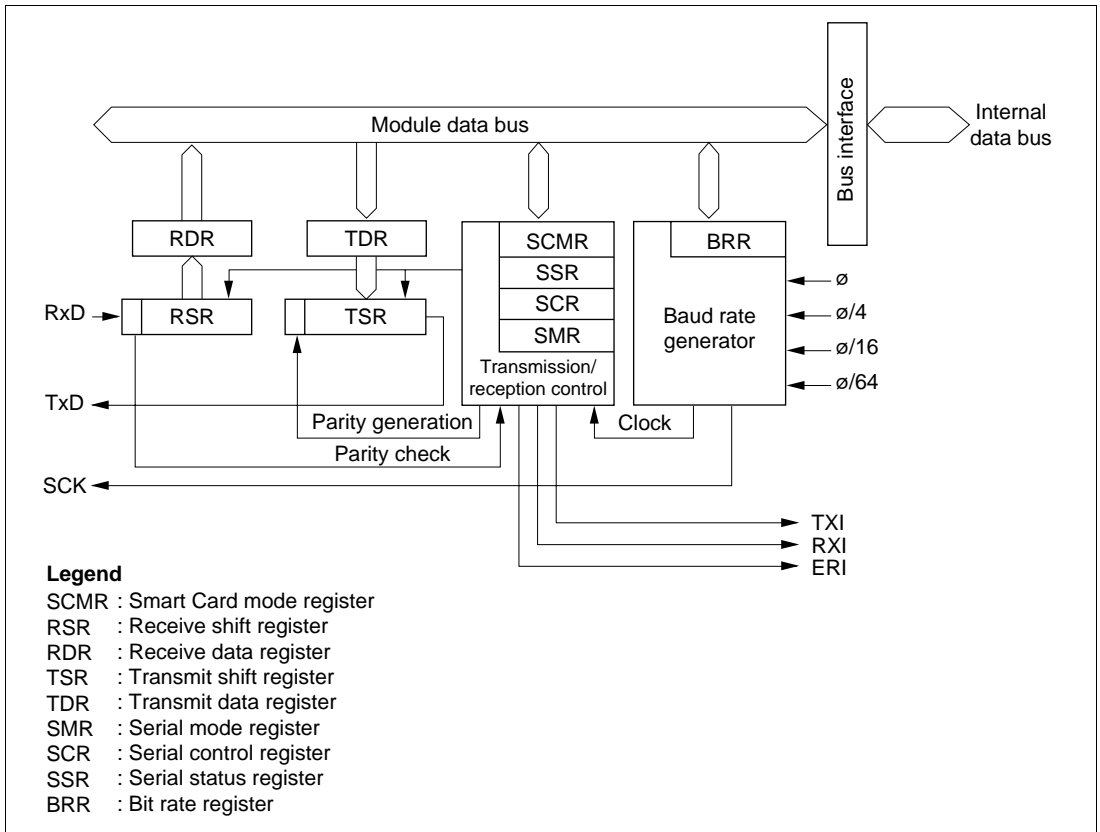 Module data bus
Bus interface
Internal
data bus
RDR
TDR
SCMR
SSR
SCR
SMR
Transmission/
reception control
BRR
Baud rate
generator
ø
ø/4
ø/16
ø/64
RxD
RSR
TSR
TxD
Parity generation
Parity check
Clock
SCK
TXI
RXI
ERI
Legend
SCMR : Smart Card mode register
RSR : Receive shift register
RDR : Receive data register
TSR : Transmit shift register
TDR : Transmit data register
SMR : Serial mode register
SCR : Serial control register
SSR : Serial status register
BRR : Bit rate register